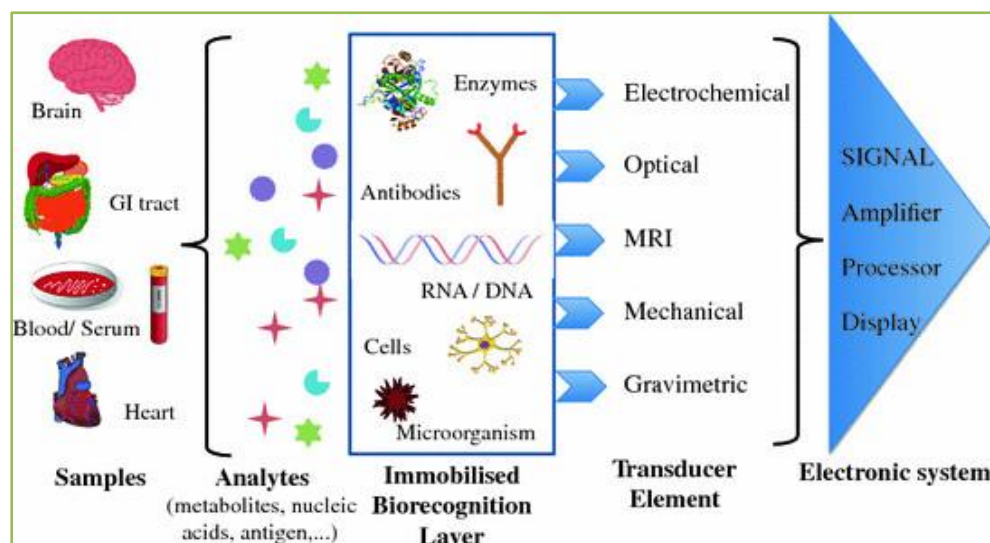 Brain
GI tract
Blood/ Serum
Heart
Samples
Analytes
(metabolites, nucleic
acids, antigen,...)
Enzymes
Antibodies
RNA / DNA
Cells
Microorganism
Immobilised
Biorecognition
Layer
Electrochemical
Optical
MRI
Mechanical
Gravimetric
Transducer
Element
SIGNAL
Amplifier
Processor
Display
Electronic system